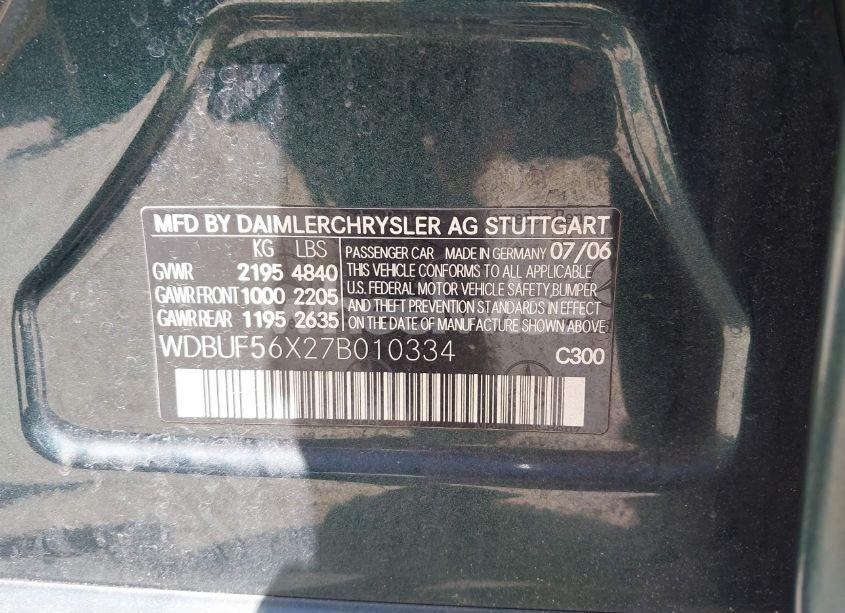 MFD BY DAIMLERCHRYSLER AG STUTTGART
KG LBS
GVWR 2195 4840
GAWR FRONT 1000 2205
GAWR REAR 1195 2635
PASSENGER CAR MADE IN GERMANY 07/06
THIS VEHICLE CONFORMS TO ALL APPLICABLE
U.S. FEDERAL MOTOR VEHICLE SAFETY,BUMPER
AND THEFT PREVENTION STANDARDS IN EFFECT
ON THE DATE OF MANUFACTURE SHOWN ABOVE
WDBUF56X27B010334
C300